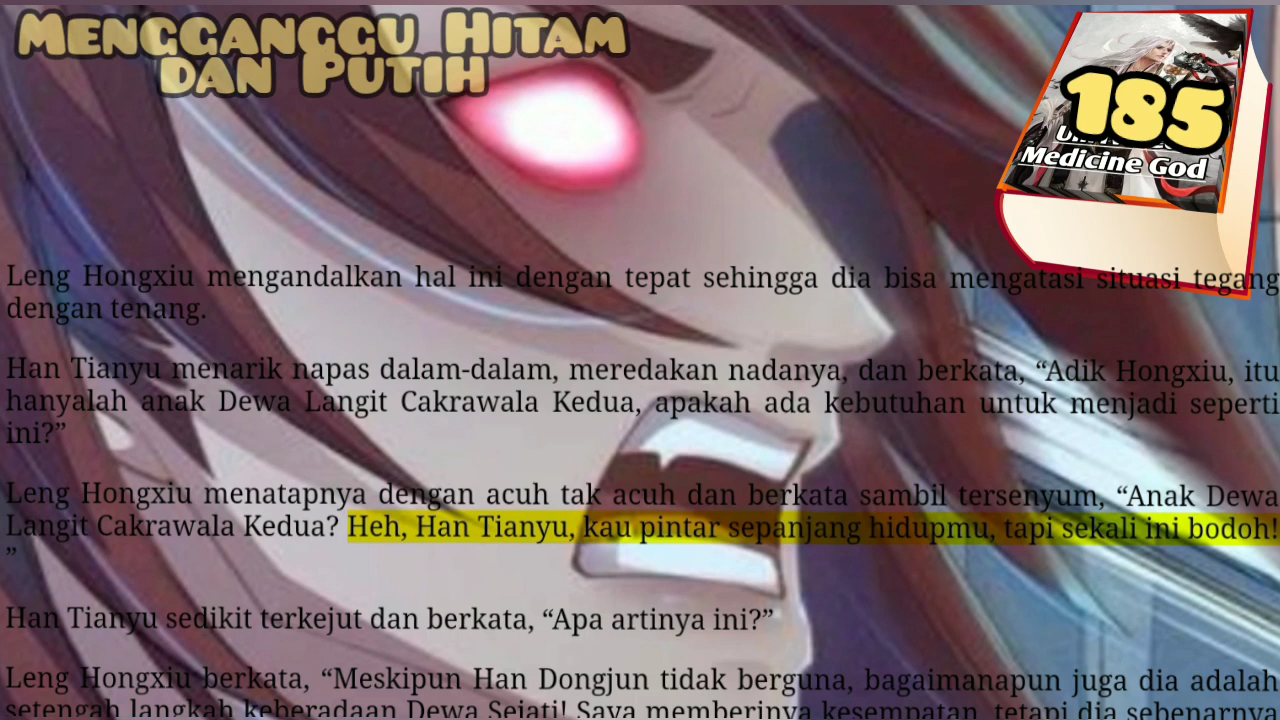 Mengganggu Hitam
dan Putih
185
Medicine God
Leng Hongxiu mengandalkan hal ini dengan tepat sehingga dia bisa mengatasi situasi tegang
dengan tenang.
Han Tianyu menarik napas dalam-dalam, meredakan nadanya, dan berkata, “Adik Hongxiu, itu
hanyalah anak Dewa Langit Cakrawala Kedua, apakah ada kebutuhan untuk menjadi seperti
ini?”
Leng Hongxiu menatapnya dengan acuh tak acuh dan berkata sambil tersenyum, “Anak Dewa
Langit Cakrawala Kedua? Heh, Han Tianyu, kau pintar sepanjang hidupmu, tapi sekali ini bodoh!
”
Han Tianyu sedikit terkejut dan berkata, “Apa artinya ini?”
Leng Hongxiu berkata, “Meskipun Han Dongjun tidak berguna, bagaimanapun juga dia adalah
setengah langkah keberadaan Dewa Sejati! Saya memberinya kesempatan, tetapi dia sebenarnya